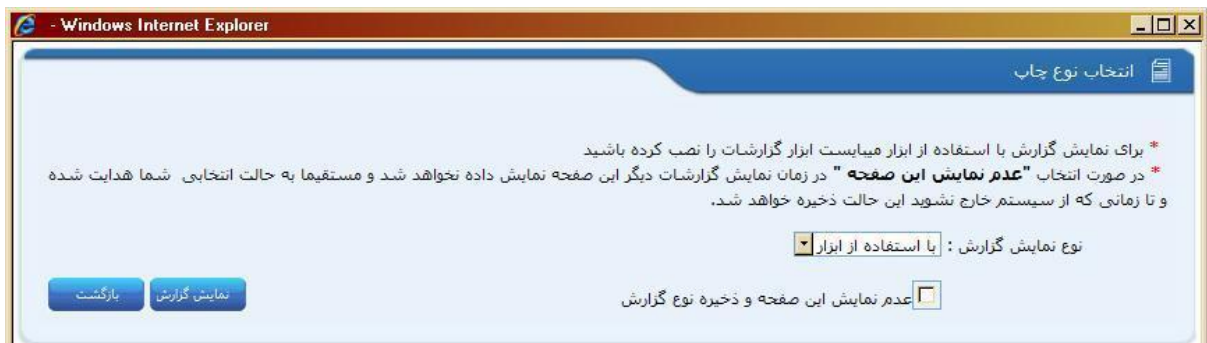 - Windows Internet Explorer
انتخاب نوع چاپ
* برای نمایش گزارش با استفاده از ابزار میبایست ابزار گزارشات را نصب کرده باشید
* در صورت انتخاب "عدم نمایش این صفحه " در زمان نمایش گزارشات دیگر این صفحه نمایش داده نخواهد شد و مستقیما به حالت انتخابی شما هدایت شده
و تا زمانی که از سیستم خارج نشوید این حالت ذخیره خواهد شد.
نوع نمایش گزارش : با استفاده از ابزار
عدم نمایش این صفحه و ذخیره نوع گزارش
نمایش گزارش بازگشت